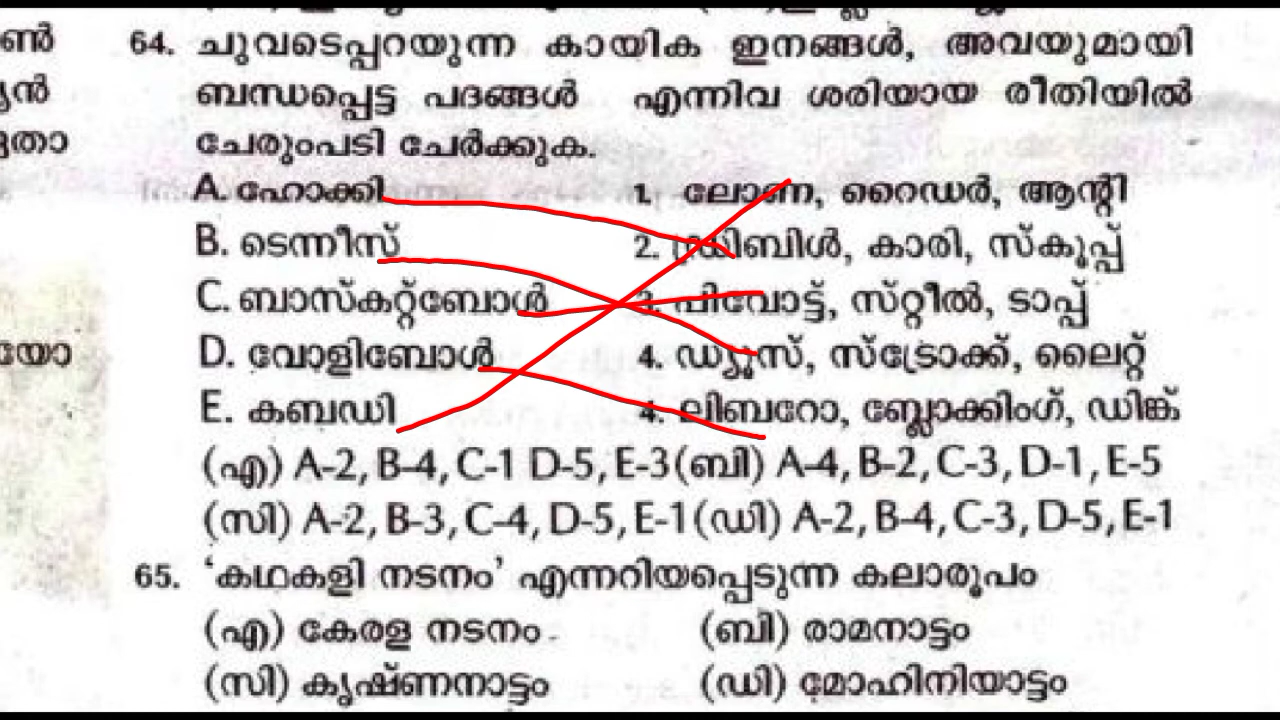 ൺ
64. ചുവടെപ്പറയുന്ന കായിക ഇനങ്ങൾ, അവയുമായി
ബന്ധപ്പെട്ട പദങ്ങൾ എന്നിവ ശരിയായ രീതിയിൽ
ചേരുംപടി ചേർക്കുക.
A. ഹോക്കി 1. ലോണ, റൈഡർ, ആന്റി
B. ടെന്നീസ് 2. ഡ്രിബിൾ, കാരി, സ്കൂപ്പ്
C. ബാസ്കറ്റ്ബോൾ 3. പിവോട്ട്, സ്റ്റീൽ, ടാപ്പ്
യോ
D. വോളിബോൾ 4. ഡ്യൂസ്, സ്ട്രോക്ക്, ലൈറ്റ്
E. കബഡി 4. ലിബറോ, ബ്ലോക്കിംഗ്, ഡിങ്ക്
(എ) A-2, B-4, C-1 D-5, E-3 (ബി) A-4, B-2, C-3, D-1, E-5
(സി) A-2, B-3, C-4, D-5, E-1 (ഡി) A-2, B-4, C-3, D-5, E-1
65. ‘കഥകളി നടനം’ എന്നറിയപ്പെടുന്ന കലാരൂപം
(എ) കേരള നടനം (ബി) രാമനാട്ടം
(സി) കൃഷ്ണനാട്ടം (ഡി) മോഹിനിയാട്ടം